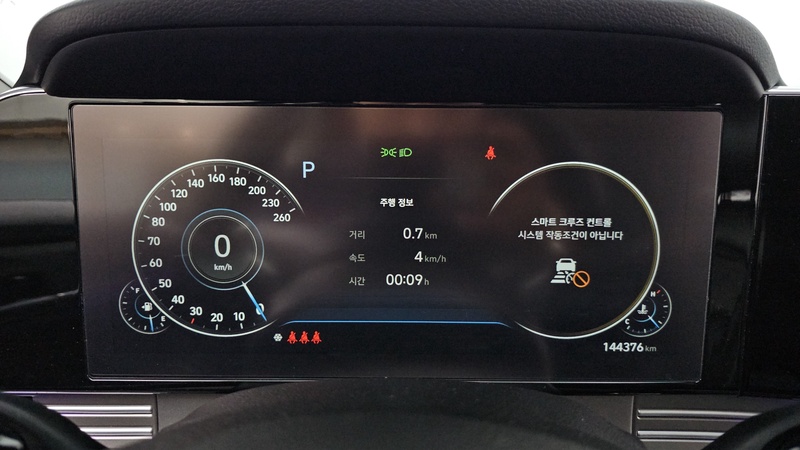 P
주행 정보
거리 0.7 km
속도 4 km/h
시간 00:09 h
0 10 20 30 40 50 60 70 80 100 120 140 160 180 200 230 260
0
km/h
F
E
스마트 크루즈 컨트롤
시스템 작동조건이 아닙니다
H
C
144376 km